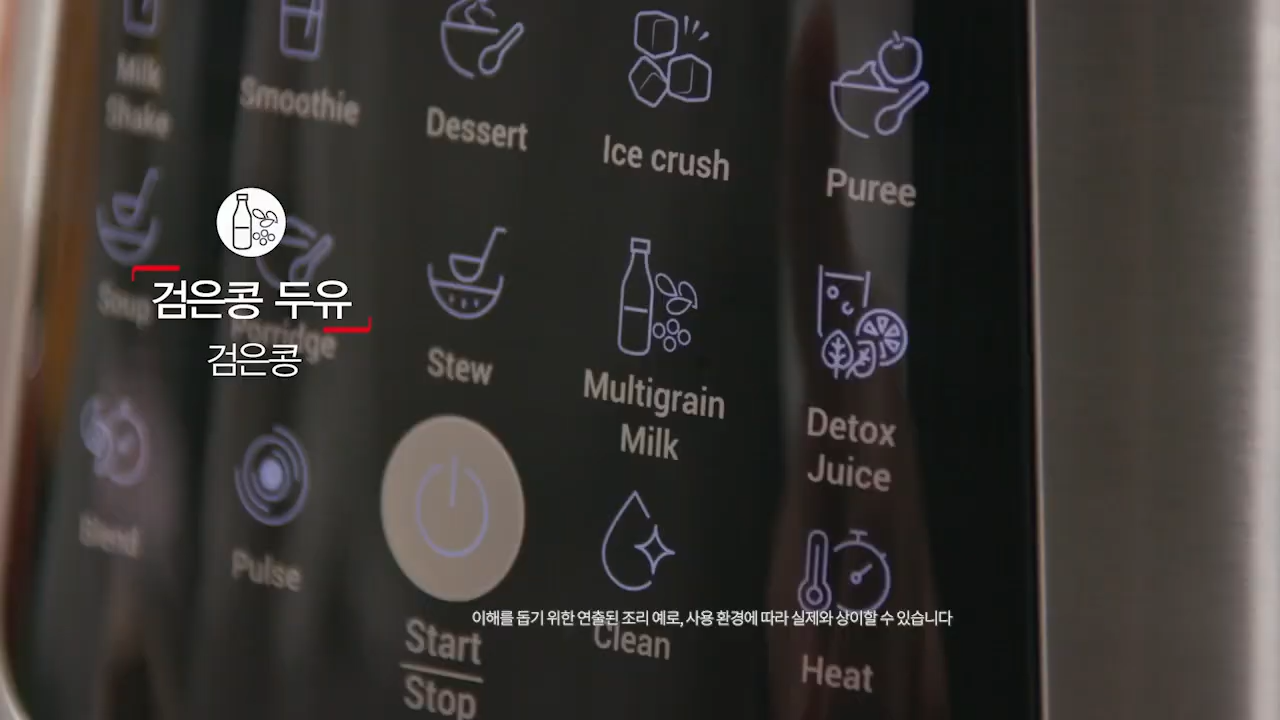 Milk
Shake
Smoothie
Dessert
Ice crush
Puree
Soup
Porridge
Stew
Multigrain
Milk
Detox
Juice
검은콩 두유
검은콩
Blend
Pulse
Start
Stop
Clean
Heat
이해를 돕기 위한 연출된 조리 예로, 사용 환경에 따라 실제와 상이할 수 있습니다